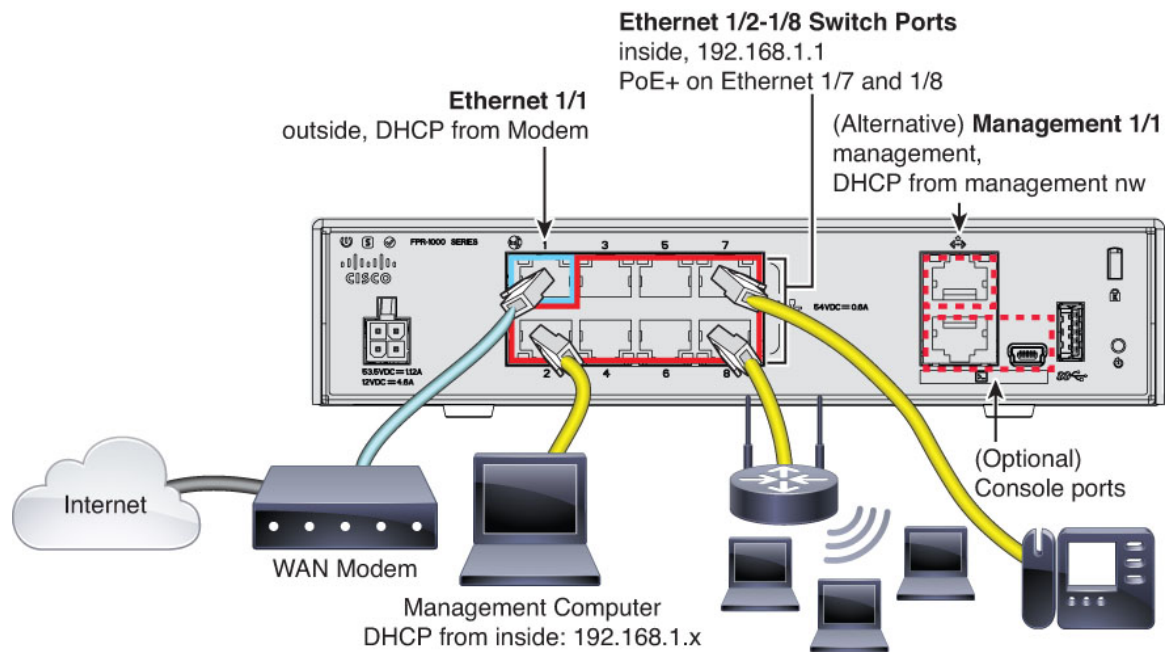 Ethernet 1/2-1/8 Switch Ports
inside, 192.168.1.1
PoE+ on Ethernet 1/7 and 1/8
Ethernet 1/1
outside, DHCP from Modem
(Alternative) Management 1/1
management,
DHCP from management nw
FPR-1000 SERIES
1 3 5 7
CISCO
54VDC⎓0.6A
53.5VDC⎓1.12A
12VDC⎓4.6A
2 4 6 8
(Optional)
Console ports
Internet
WAN Modem
Management Computer
DHCP from inside: 192.168.1.x